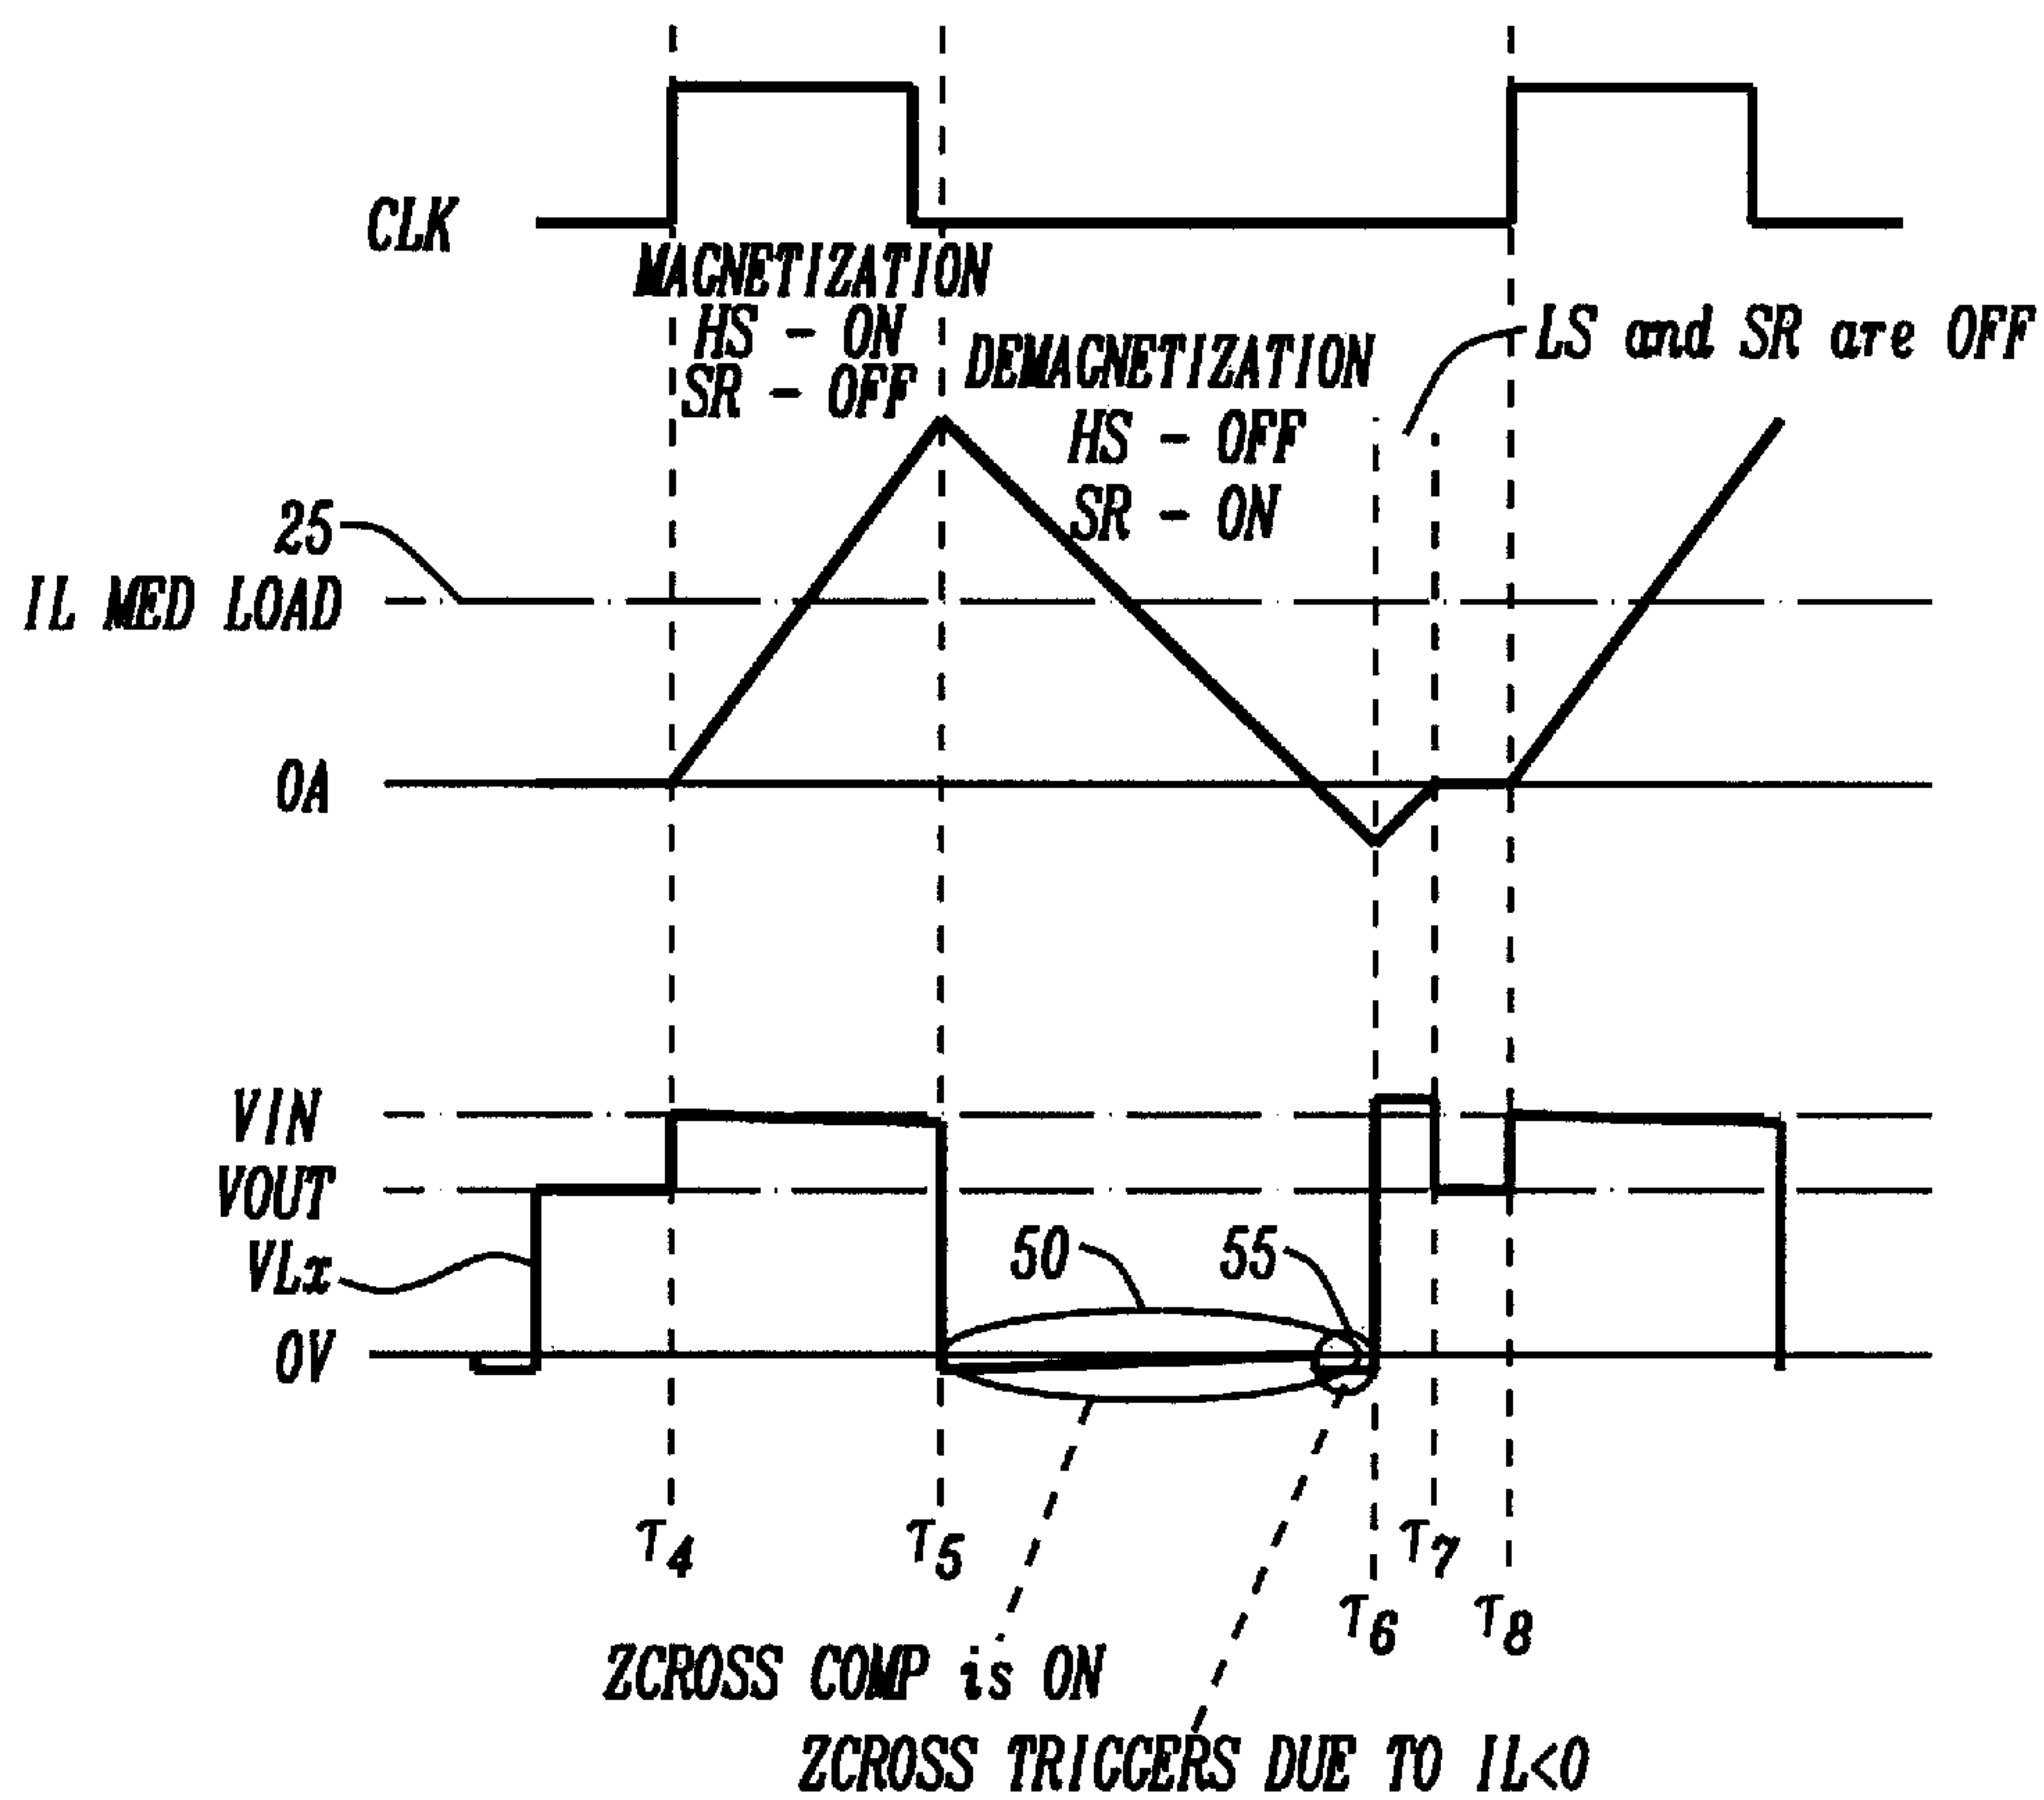 CLK
MAGNETIZATION
HS - ON
SR - OFF
DEMAGNETIZATION
HS - OFF
SR - ON
LS and SR are OFF
25
IL MED LOAD
0A
VIN
VOUT
VLx
0V
50
55
τ4
τ5
τ6
τ7
τ8
ZCROSS COMP is ON
ZCROSS TRIGGERS DUE TO IL<0